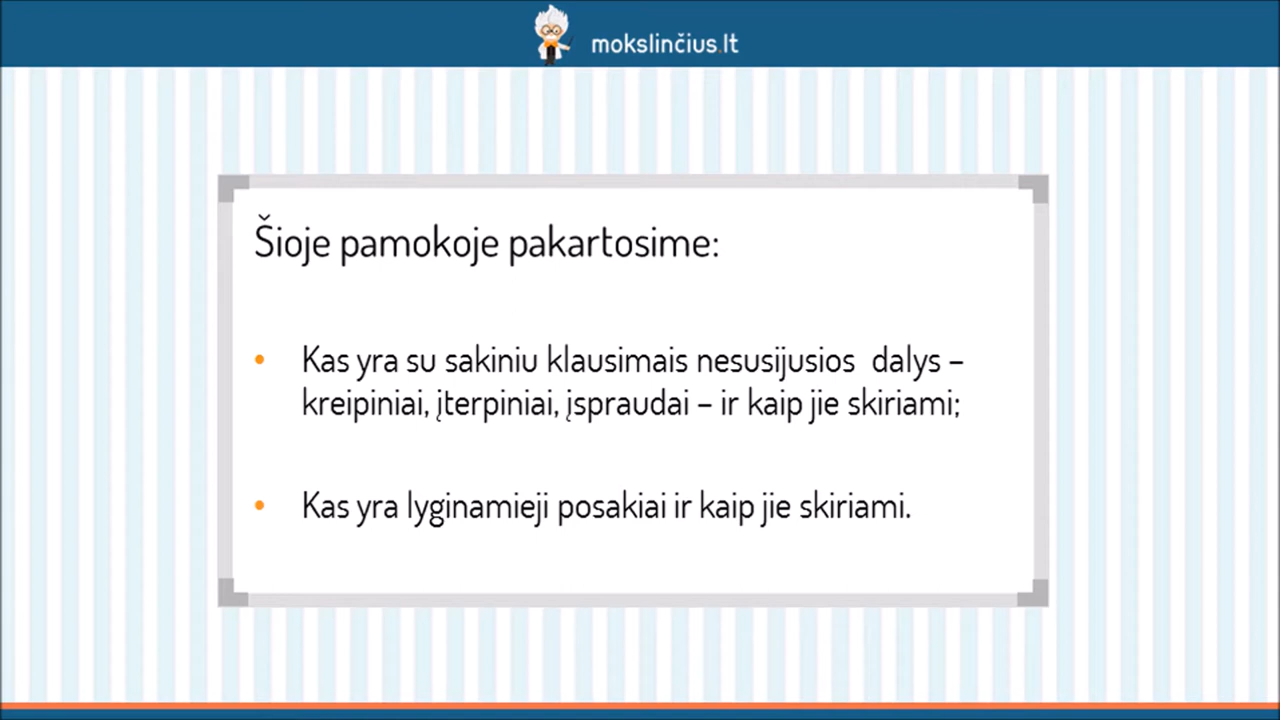 mokslinčius.lt
Šioje pamokoje pakartosime:
• Kas yra su sakiniu klausimais nesusijusios dalys –
kreipiniai, įterpiniai, įspraudai – ir kaip jie skiriami;
• Kas yra lyginamieji posakiai ir kaip jie skiriami.